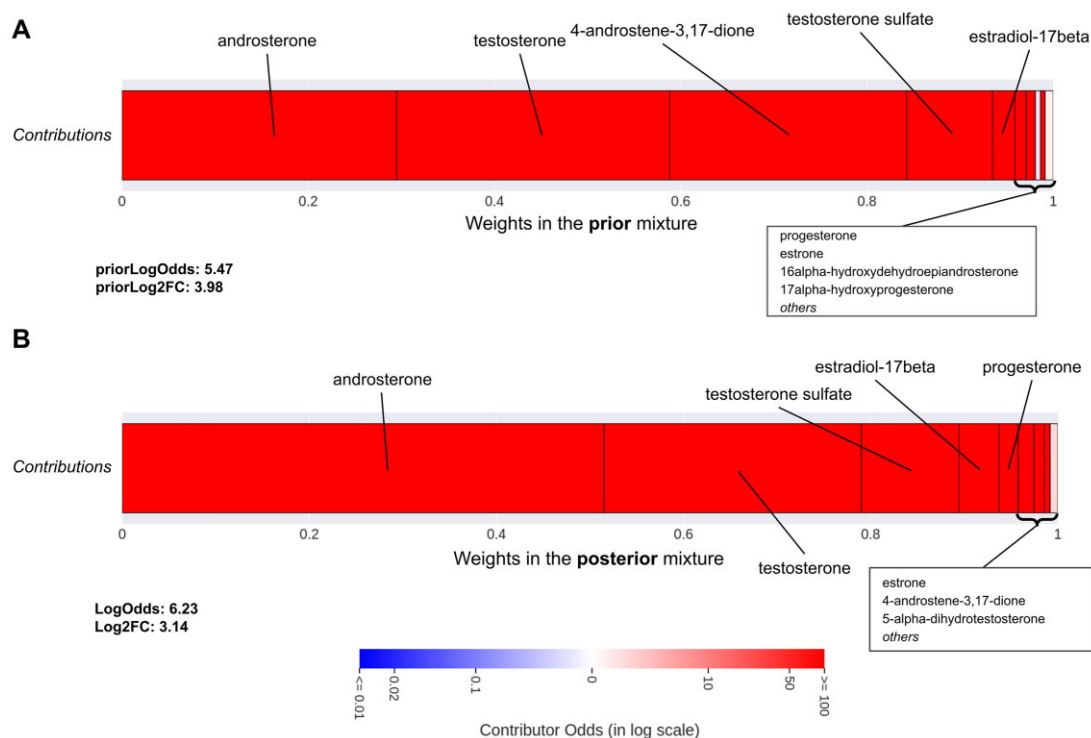 A
androsterone
testosterone
4-androstene-3,17-dione
testosterone sulfate
estradiol-17beta
Contributions
0
0.2
0.4
0.6
0.8
1
Weights in the prior mixture
priorLogOdds: 5.47
priorLog2FC: 3.98
progesterone
estrone
16alpha-hydroxydehydroepiandrosterone
17alpha-hydroxyprogesterone
others
B
androsterone
testosterone sulfate
estradiol-17beta
progesterone
Contributions
0
0.2
0.4
0.6
0.8
1
Weights in the posterior mixture
testosterone
LogOdds: 6.23
Log2FC: 3.14
estrone
4-androstene-3,17-dione
5-alpha-dihydrotestosterone
others
<= 0.01
0.02
0.1
0
10
50
>= 100
Contributor Odds (in log scale)